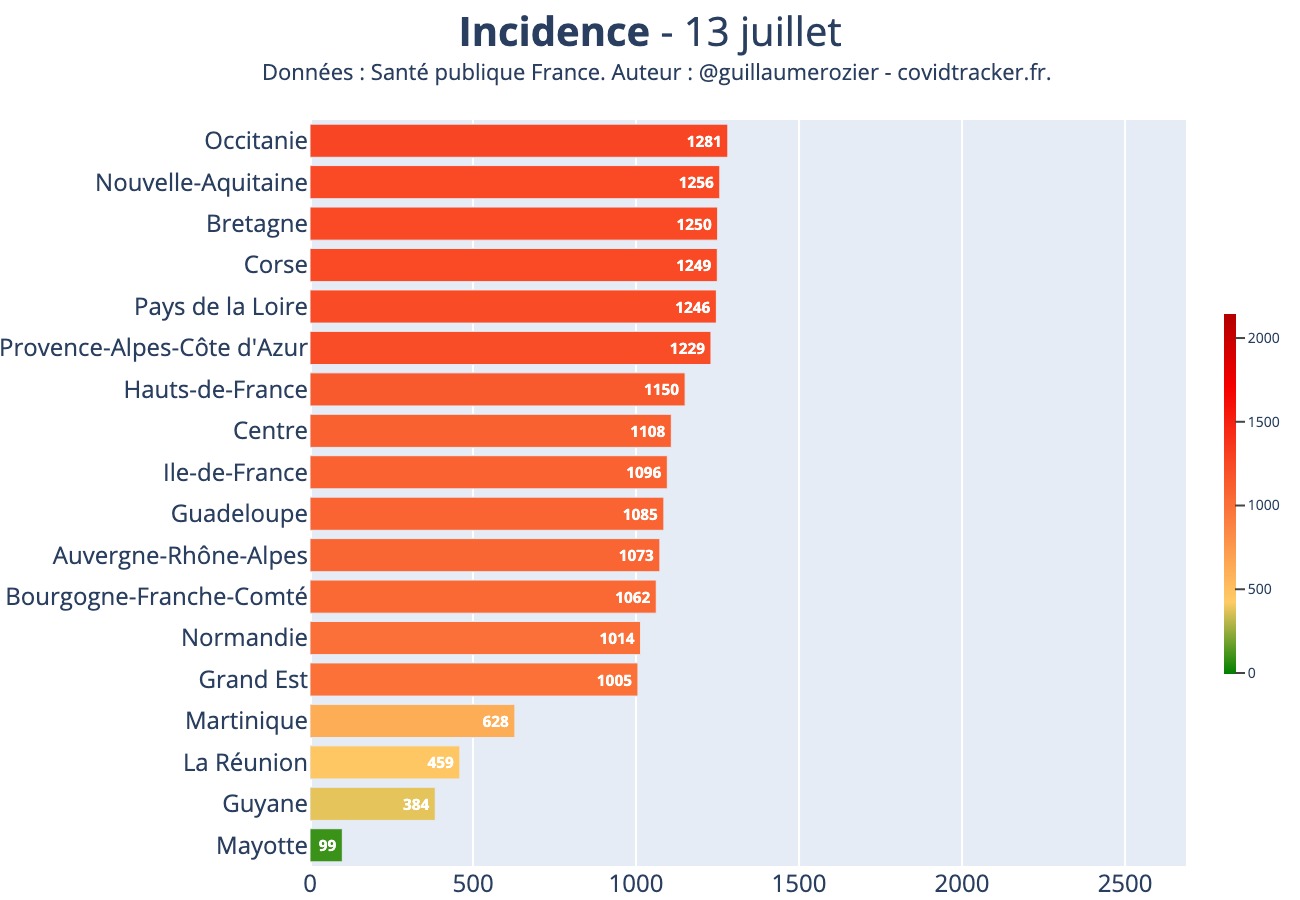 Incidence - 13 juillet
Données : Santé publique France. Auteur : @guillaumerozier - covidtracker.fr.
Occitanie 1281
Nouvelle-Aquitaine 1256
Bretagne 1250
Corse 1249
Pays de la Loire 1246
Provence-Alpes-Côte d'Azur 1229
Hauts-de-France 1150
Centre 1108
Ile-de-France 1096
Guadeloupe 1085
Auvergne-Rhône-Alpes 1073
Bourgogne-Franche-Comté 1062
Normandie 1014
Grand Est 1005
Martinique 628
La Réunion 459
Guyane 384
Mayotte 99
0 500 1000 1500 2000 2500
2000
1500
1000
500
0